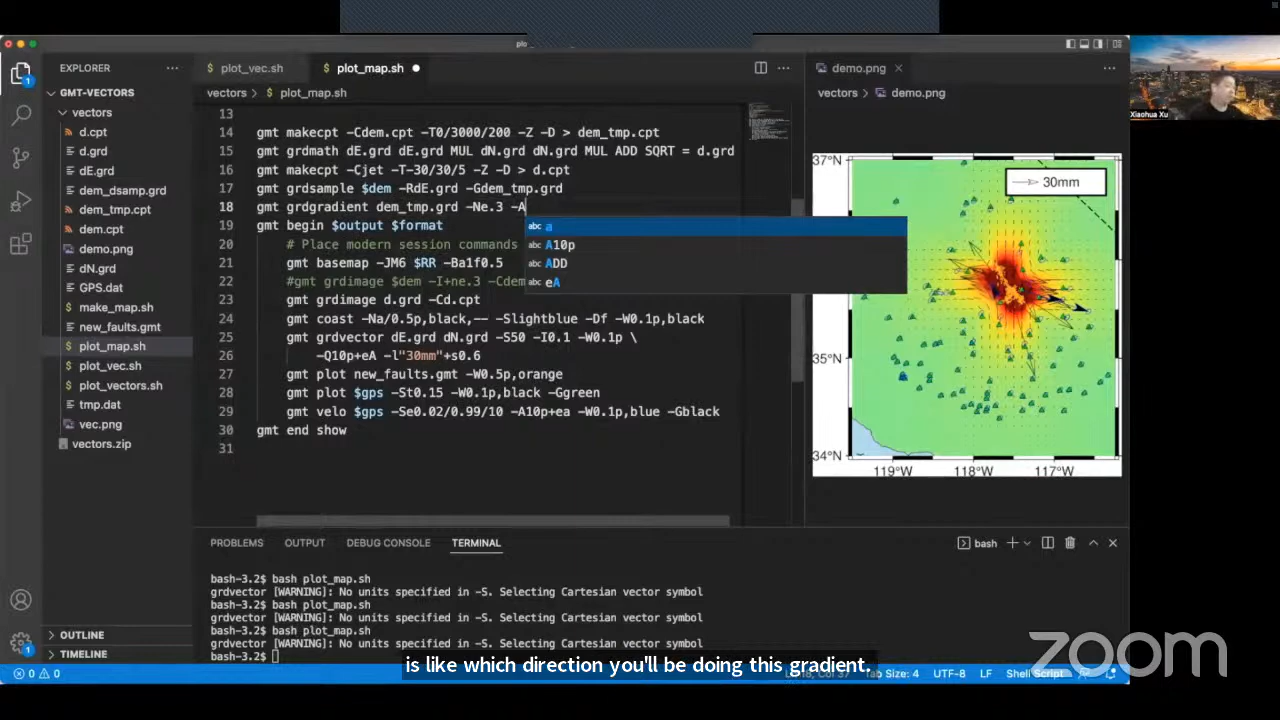 plo
EXPLORER
plot_vec.sh
plot_map.sh
demo.png
GMT-VECTORS
vectors > plot_map.sh
vectors > demo.png
vectors
d.cpt
d.grd
dE.grd
dem_dsamp.grd
dem_tmp.cpt
dem.cpt
demo.png
dN.grd
GPS.dat
make_map.sh
new_faults.gmt
plot_map.sh
plot_vec.sh
plot_vectors.sh
tmp.dat
vec.png
vectors.zip
OUTLINE
TIMELINE
13
14 gmt makecpt -Cdem.cpt -T0/3000/200 -Z -D > dem_tmp.cpt
15 gmt grdmath dE.grd dE.grd MUL dN.grd dN.grd MUL ADD SQRT = d.grd
16 gmt makecpt -Cjet -T-30/30/5 -Z -D > d.cpt
17 gmt grdsample $dem -RdE.grd -Gdem_tmp.grd
18 gmt grdgradient dem_tmp.grd -Ne.3 -A
19 gmt begin $output $format
20 # Place modern session commands
21 gmt basemap -JM6 $RR -Ba1f0.5
22 #gmt grdimage $dem -I+ne.3 -Cdem
23 gmt grdimage d.grd -Cd.cpt
24 gmt coast -Na/0.5p,black,-- -Slightblue -Df -W0.1p,black
25 gmt grdvector dE.grd dN.grd -S50 -I0.1 -W0.1p \
26 -Q10p+eA -l"30mm"+s0.6
27 gmt plot new_faults.gmt -W0.5p,orange
28 gmt plot $gps -St0.15 -W0.1p,black -Ggreen
29 gmt velo $gps -Se0.02/0.99/10 -A10p+ea -W0.1p,blue -Gblack
30 gmt end show
31
abc a
abc A10p
abc ADD
abc eA
37°N
30mm
35°N
34°N
119°W 118°W 117°W
Xiaohua Xu
PROBLEMS OUTPUT DEBUG CONSOLE TERMINAL
bash
bash-3.2$ bash plot_map.sh
grdvector [WARNING]: No units specified in -S. Selecting Cartesian vector symbol
bash-3.2$ bash plot_map.sh
grdvector [WARNING]: No units specified in -S. Selecting Cartesian vector symbol
bash-3.2$ bash plot_map.sh
grdvector [WARNING]: No units specified in -S. Selecting Cartesian vector symbol
bash-3.2$
is like which direction you'll be doing this gradient.
zoom
1
1
0 0
Tab Size: 4 UTF-8 LF Shell Script